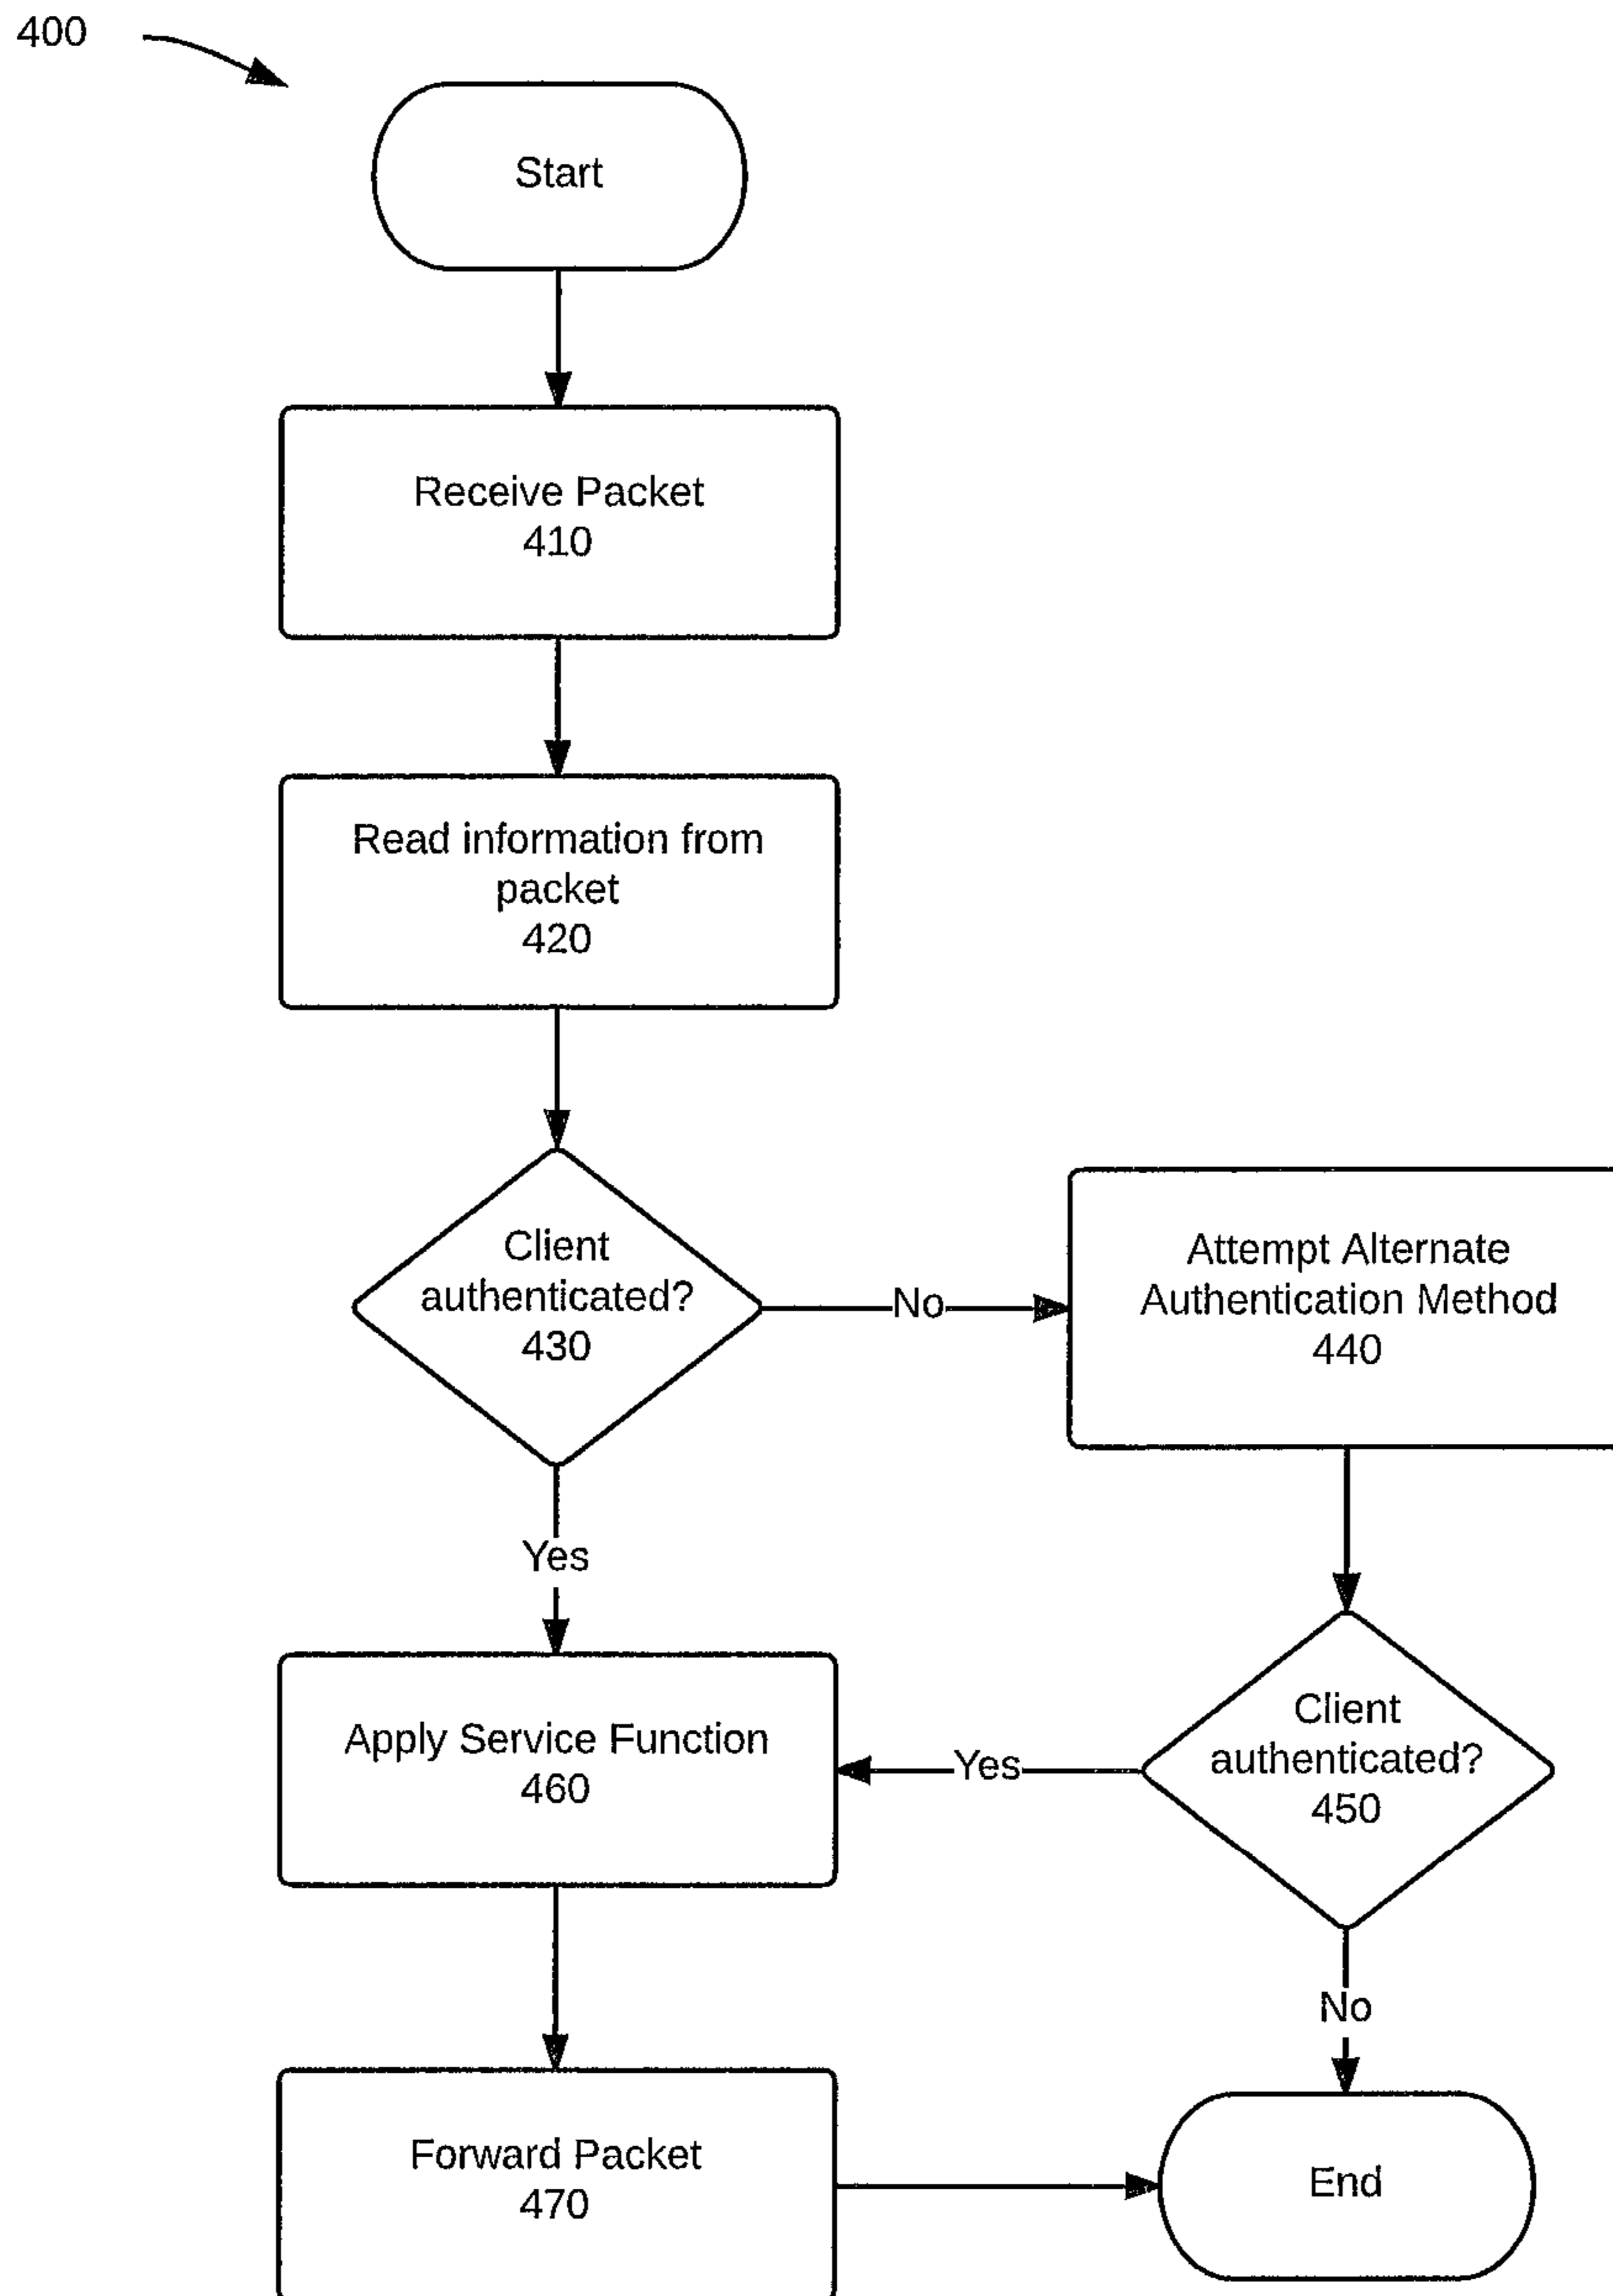 400
Start
Receive Packet
410
Read information from
packet
420
Client
authenticated?
430
No
Attempt Alternate
Authentication Method
440
Yes
Apply Service Function
460
Yes
Client
authenticated?
450
No
Forward Packet
470
End